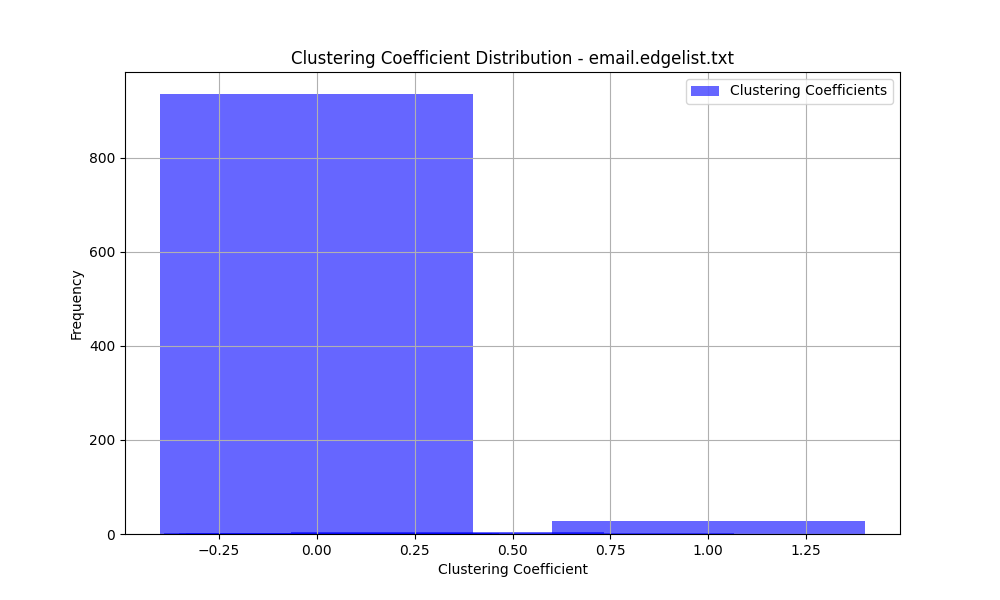 Clustering Coefficient Distribution - email.edgelist.txt
Clustering Coefficients
Frequency
800
600
400
200
0
−0.25 0.00 0.25 0.50 0.75 1.00 1.25
Clustering Coefficient